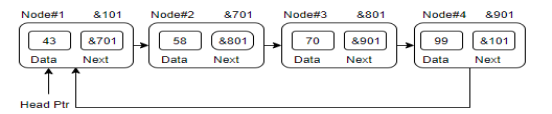 Node#1 &101 Node#2 &701 Node#3 &801 Node#4 &901
43 &701 58 &801 70 &901 99 &101
Data Next Data Next Data Next Data Next
Head Ptr